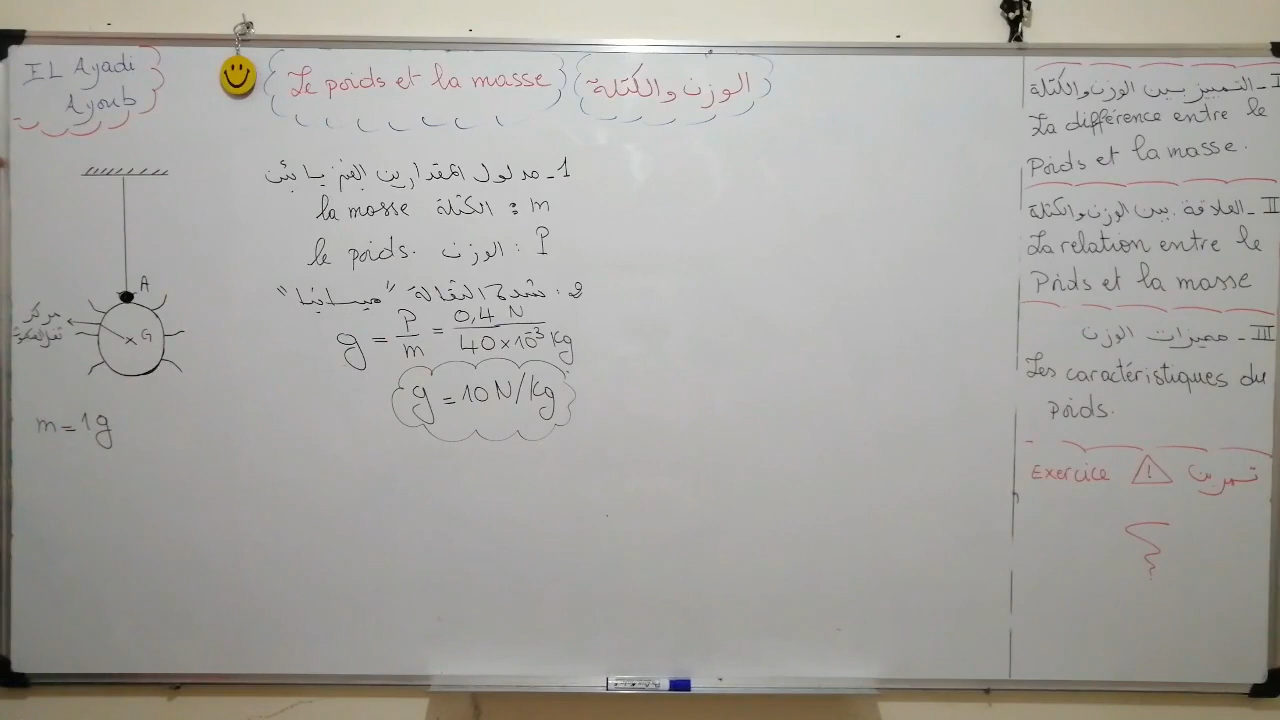 EL Ayadi
Ayoub
Le poids et la masse
الوزن والكتلة
1- مدلول المقدارين الفيزيائيين
m : الكتلة la masse
P : الوزن le poids.
2: شدة الثقالة "ميانيا"
g = P/m = 0,4 N / 40×10⁻³ Kg
g = 10 N/Kg
A
G
مركز
ثقل
m = 1g
I- التمييز بين الوزن والكتلة
La différence entre le
Poids et la masse.
II- العلاقة بين الوزن والكتلة
La relation entre le
Poids et la masse
III- مميزات الوزن
Les caractéristiques du
Poids.
Exercice ! تمرين